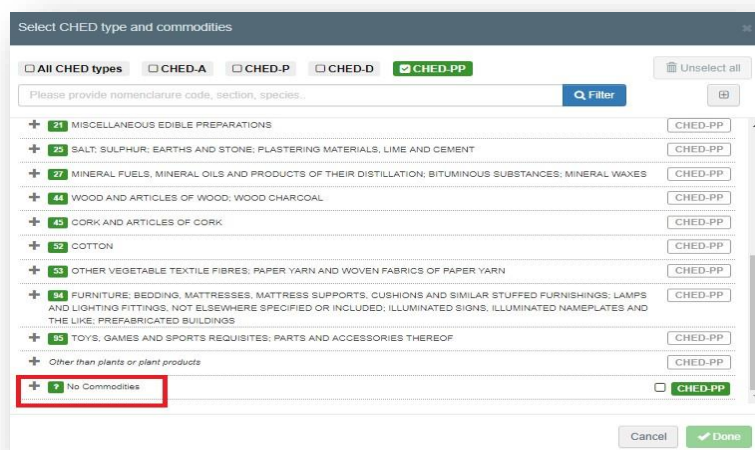 Select CHED type and commodities
All CHED types CHED-A CHED-P CHED-D CHED-PP Unselect all
Please provide nomenclarure code, section, species.. Filter
21 MISCELLANEOUS EDIBLE PREPARATIONS CHED-PP
25 SALT; SULPHUR; EARTHS AND STONE; PLASTERING MATERIALS, LIME AND CEMENT CHED-PP
27 MINERAL FUELS, MINERAL OILS AND PRODUCTS OF THEIR DISTILLATION; BITUMINOUS SUBSTANCES; MINERAL WAXES CHED-PP
44 WOOD AND ARTICLES OF WOOD; WOOD CHARCOAL CHED-PP
45 CORK AND ARTICLES OF CORK CHED-PP
52 COTTON CHED-PP
53 OTHER VEGETABLE TEXTILE FIBRES; PAPER YARN AND WOVEN FABRICS OF PAPER YARN CHED-PP
94 FURNITURE; BEDDING, MATTRESSES, MATTRESS SUPPORTS, CUSHIONS AND SIMILAR STUFFED FURNISHINGS; LAMPS CHED-PP
AND LIGHTING FITTINGS, NOT ELSEWHERE SPECIFIED OR INCLUDED; ILLUMINATED SIGNS, ILLUMINATED NAMEPLATES AND
THE LIKE; PREFABRICATED BUILDINGS
95 TOYS, GAMES AND SPORTS REQUISITES; PARTS AND ACCESSORIES THEREOF CHED-PP
Other than plants or plant products CHED-PP
? No Commodities CHED-PP
Cancel Done